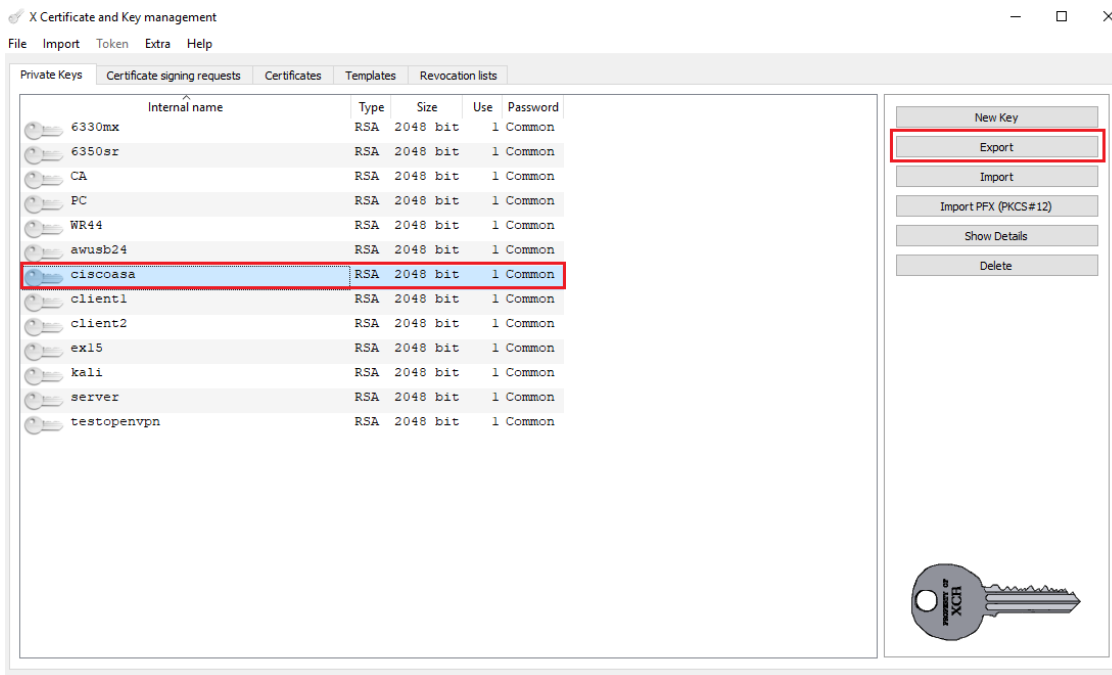 X Certificate and Key management
File Import Token Extra Help
Private Keys Certificate signing requests Certificates Templates Revocation lists
Internal name Type Size Use Password
6330mx RSA 2048 bit 1 Common
6350sr RSA 2048 bit 1 Common
CA RSA 2048 bit 1 Common
PC RSA 2048 bit 1 Common
WR44 RSA 2048 bit 1 Common
awusb24 RSA 2048 bit 1 Common
ciscoasa RSA 2048 bit 1 Common
client1 RSA 2048 bit 1 Common
client2 RSA 2048 bit 1 Common
ex15 RSA 2048 bit 1 Common
kali RSA 2048 bit 1 Common
server RSA 2048 bit 1 Common
testopenvpn RSA 2048 bit 1 Common
New Key
Export
Import
Import PFX (PKCS#12)
Show Details
Delete
PROPERTY OF
XCA